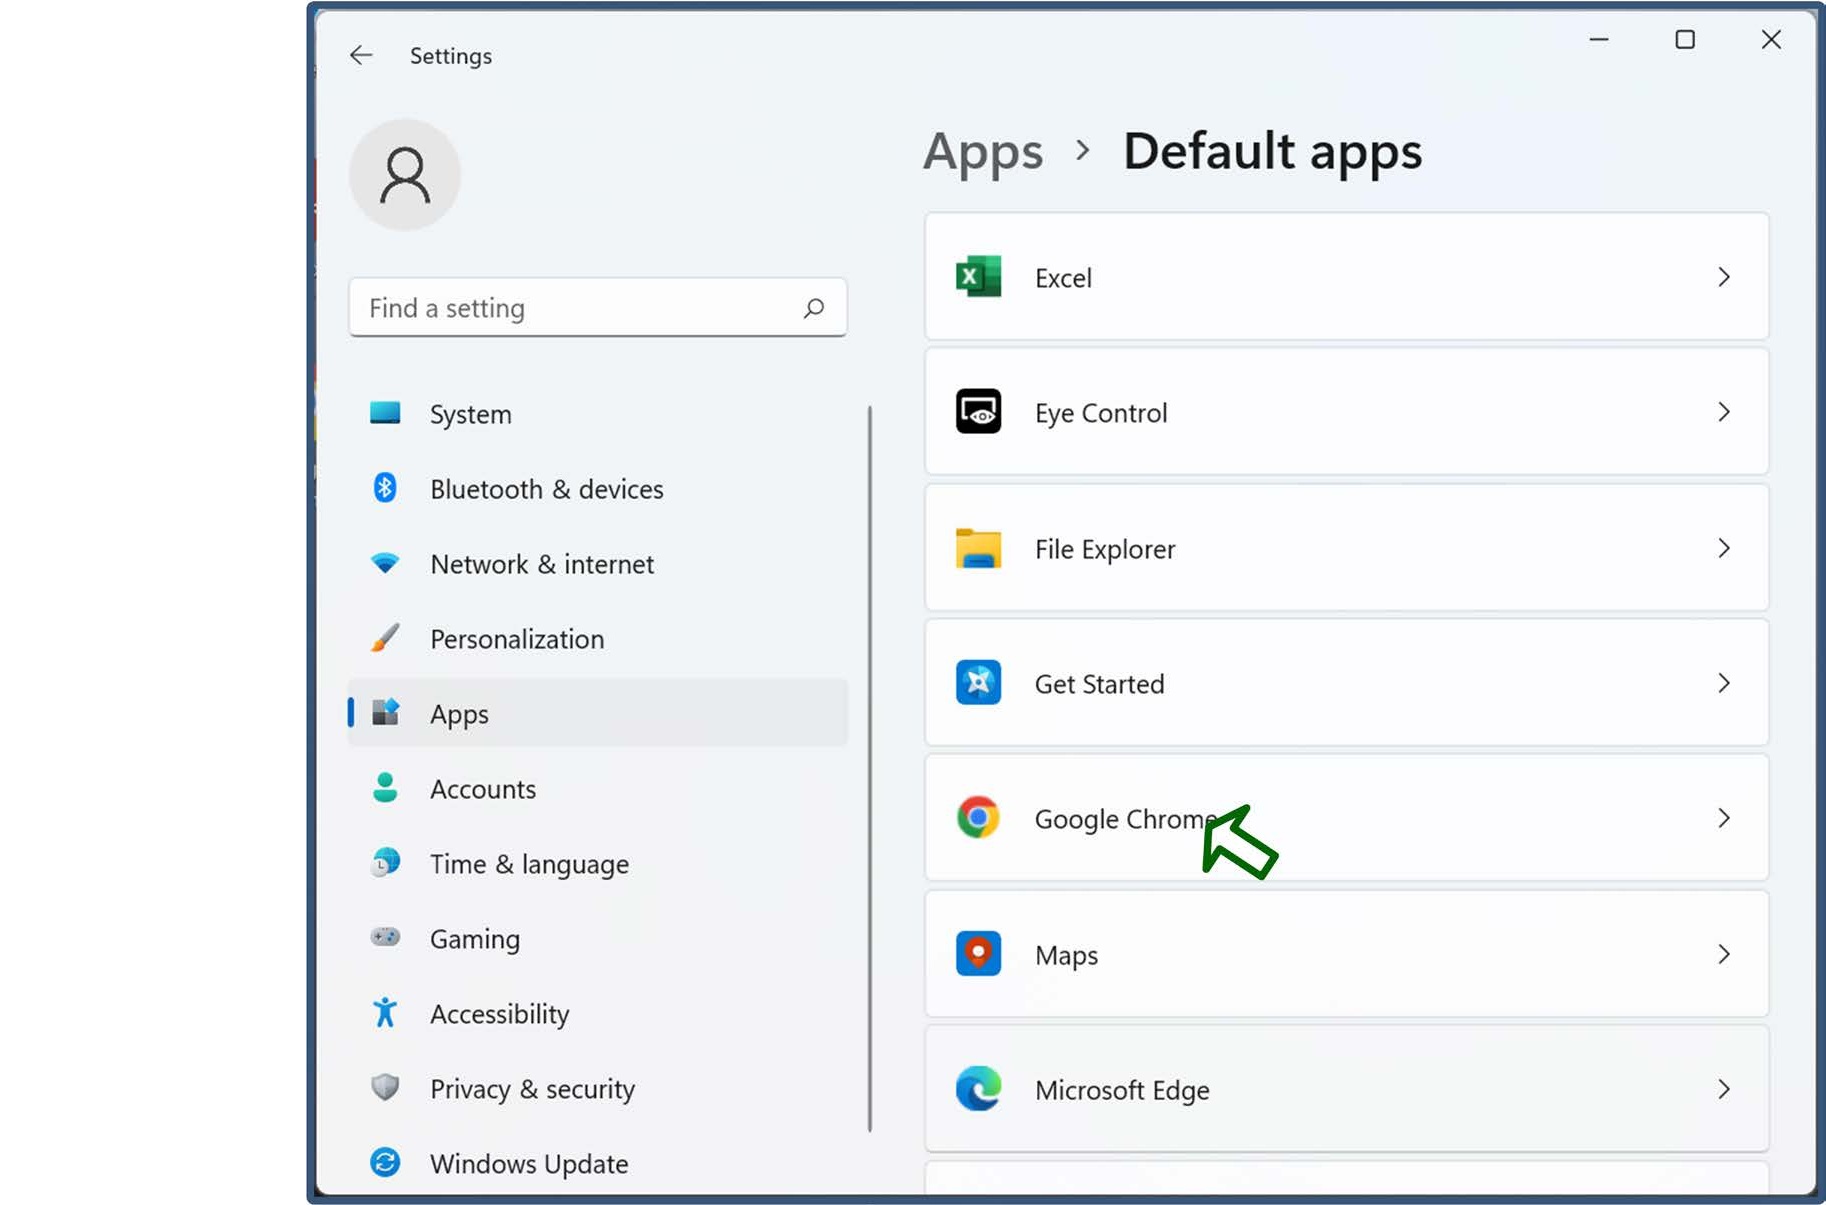 Settings
Apps > Default apps
Find a setting
System
Bluetooth & devices
Network & internet
Personalization
Apps
Accounts
Time & language
Gaming
Accessibility
Privacy & security
Windows Update
Excel
Eye Control
File Explorer
Get Started
Google Chrome
Maps
Microsoft Edge